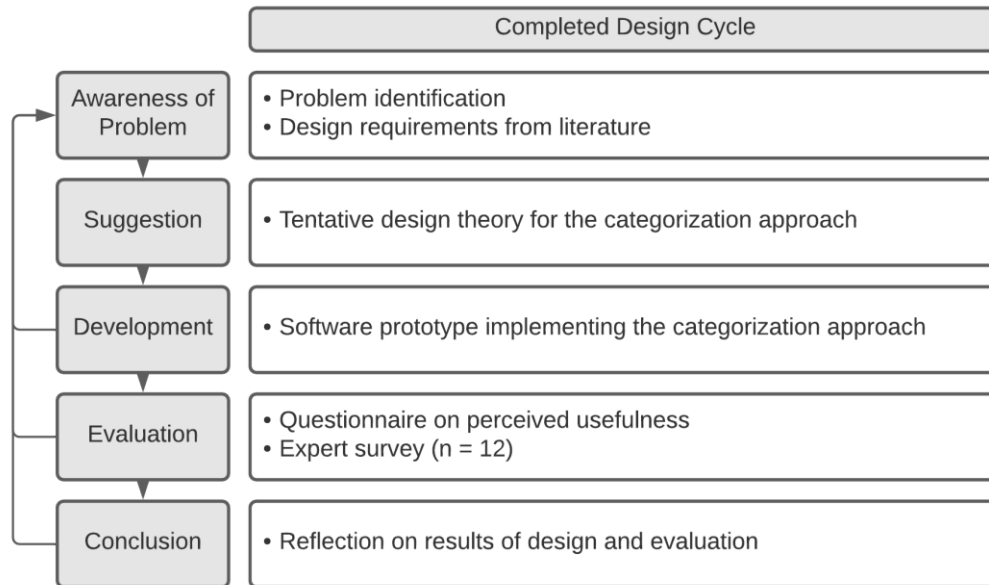 Completed Design Cycle
Awareness of
Problem
• Problem identification
• Design requirements from literature
Suggestion
• Tentative design theory for the categorization approach
Development
• Software prototype implementing the categorization approach
Evaluation
• Questionnaire on perceived usefulness
• Expert survey (n = 12)
Conclusion
• Reflection on results of design and evaluation